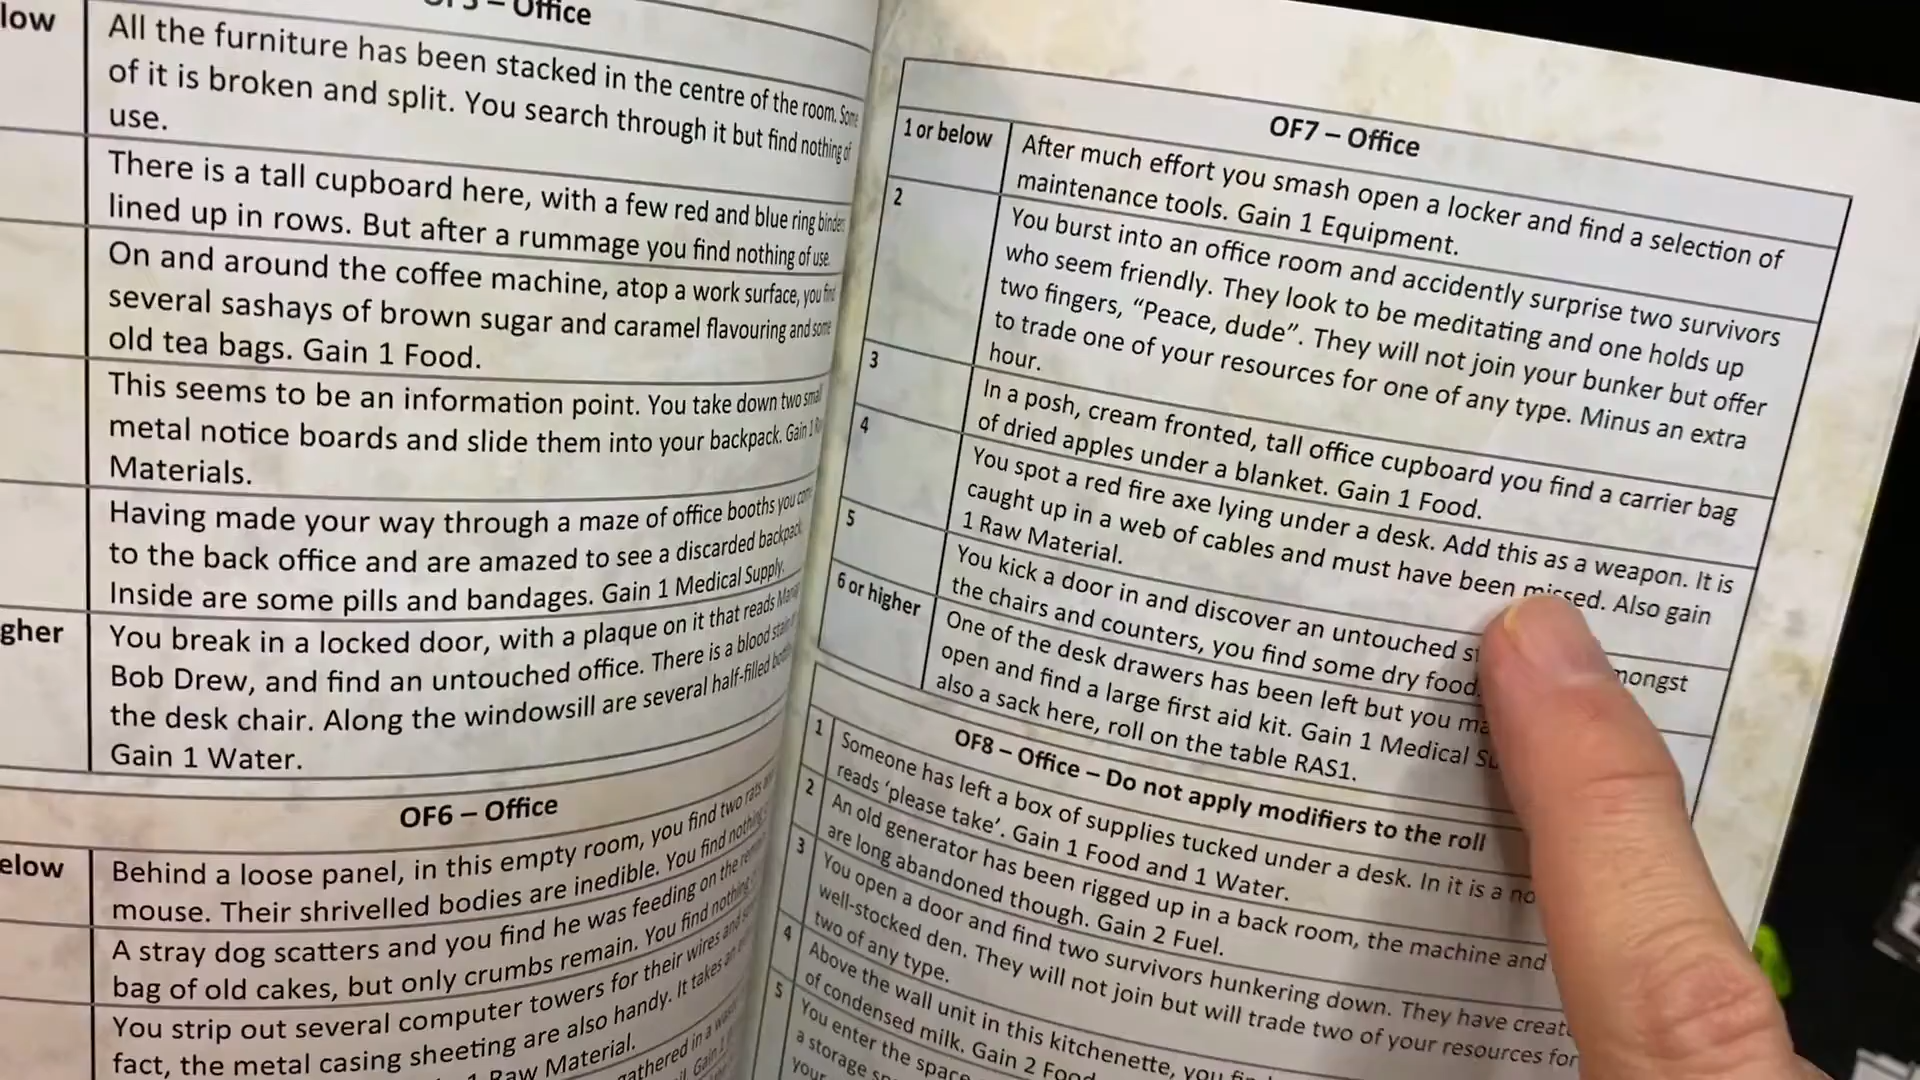 – Office
low
All the furniture has been stacked in the centre of the room. Some
of it is broken and split. You search through it but find nothing of
use.
There is a tall cupboard here, with a few red and blue ring binders
lined up in rows. But after a rummage you find nothing of use.
On and around the coffee machine, atop a work surface, you find
several sashays of brown sugar and caramel flavouring and some
old tea bags. Gain 1 Food.
This seems to be an information point. You take down two small
metal notice boards and slide them into your backpack. Gain 1
Materials.
Having made your way through a maze of office booths you
to the back office and are amazed to see a discarded backpack.
Inside are some pills and bandages. Gain 1 Medical Supply.
gher
You break in a locked door, with a plaque on it that reads
Bob Drew, and find an untouched office. There is a blood stain
the desk chair. Along the windowsill are several half-filled
Gain 1 Water.
OF6 – Office
elow
Behind a loose panel, in this empty room, you find two rats
mouse. Their shrivelled bodies are inedible. You find nothing
A stray dog scatters and you find he was feeding on the
bag of old cakes, but only crumbs remain. You find nothing
You strip out several computer towers for their wires and
fact, the metal casing sheeting are also handy. It takes an
1 Raw Material.
gathered in a
OF7 – Office
1 or below
After much effort you smash open a locker and find a selection of
maintenance tools. Gain 1 Equipment.
2
You burst into an office room and accidently surprise two survivors
who seem friendly. They look to be meditating and one holds up
two fingers, “Peace, dude”. They will not join your bunker but offer
to trade one of your resources for one of any type. Minus an extra
hour.
3
In a posh, cream fronted, tall office cupboard you find a carrier bag
of dried apples under a blanket. Gain 1 Food.
4
You spot a red fire axe lying under a desk. Add this as a weapon. It is
caught up in a web of cables and must have been missed. Also gain
1 Raw Material.
5
You kick a door in and discover an untouched mongst
the chairs and counters, you find some dry food.
6 or higher
One of the desk drawers has been left but you
open and find a large first aid kit. Gain 1 Medical
also a sack here, roll on the table RAS1.
OF8 – Office – Do not apply modifiers to the roll
1
Someone has left a box of supplies tucked under a desk. In it is a
reads ‘please take’. Gain 1 Food and 1 Water.
2
An old generator has been rigged up in a back room, the machine and
are long abandoned though. Gain 2 Fuel.
3
You open a door and find two survivors hunkering down. They have
well-stocked den. They will not join but will trade two of your resources for
two of any type.
4
Above the wall unit in this kitchenette, you
of condensed milk. Gain 2 Food
5
You enter the space
a storage
your